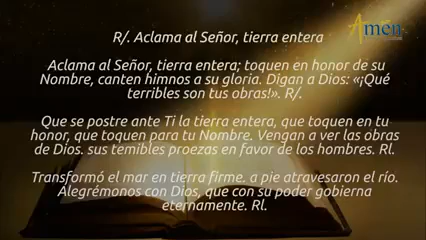 Amén
R/. Aclama al Señor, tierra entera
Aclama al Señor, tierra entera; toquen en honor de su
Nombre, canten himnos a su gloria. Digan a Dios: «¡Qué
terribles son tus obras!». R/.
Que se postre ante Ti la tierra entera, que toquen en tu
honor, que toquen para tu Nombre. Vengan a ver las obras
de Dios. sus temibles proezas en favor de los hombres. Rl.
Transformó el mar en tierra firme. a pie atravesaron el río.
Alegrémonos con Dios, que con su poder gobierna
eternamente. Rl.